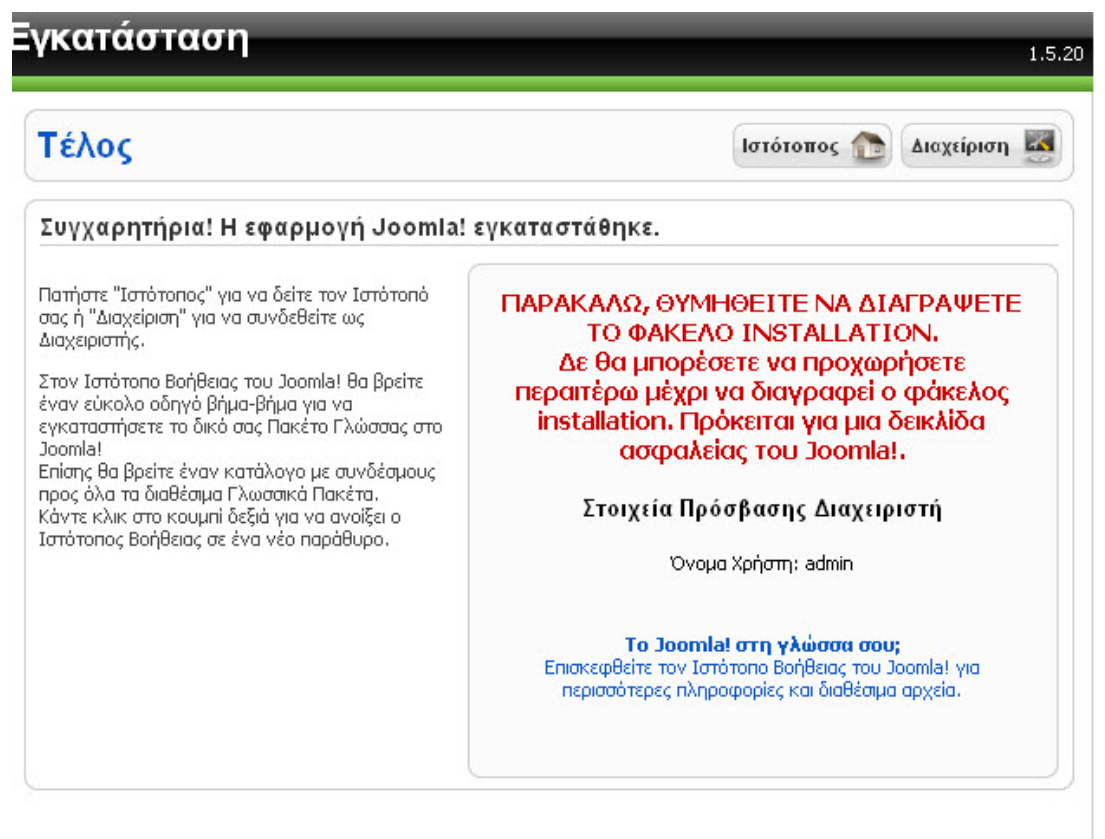 Εγκατάσταση
1.5.20
Τέλος
Ιστότοπος
Διαχείριση
Συγχαρητήρια! Η εφαρμογή Joomla! εγκαταστάθηκε.
Πατήστε "Ιστότοπος" για να δείτε τον Ιστότοπό
σας ή "Διαχείριση" για να συνδεθείτε ως
Διαχειριστής.
Στον Ιστότοπο Βοήθειας του Joomla! θα βρείτε
έναν εύκολο οδηγό βήμα-βήμα για να
εγκαταστήσετε το δικό σας Πακέτο Γλώσσας στο
Joomla!
Επίσης θα βρείτε έναν κατάλογο με συνδέσμους
προς όλα τα διαθέσιμα Γλωσσικά Πακέτα.
Κάντε κλικ στο κουμπί δεξιά για να ανοίξει ο
Ιστότοπος Βοήθειας σε ένα νέο παράθυρο.
ΠΑΡΑΚΑΛΩ, ΘΥΜΗΘΕΙΤΕ ΝΑ ΔΙΑΓΡΑΨΕΤΕ
ΤΟ ΦΑΚΕΛΟ INSTALLATION.
Δε θα μπορέσετε να προχωρήσετε
περαιτέρω μέχρι να διαγραφεί ο φάκελος
installation. Πρόκειται για μια δεικλίδα
ασφαλείας του Joomla!.
Στοιχεία Πρόσβασης Διαχειριστή
Όνομα Χρήστη: admin
Το Joomla! στη γλώσσα σου;
Επισκεφθείτε τον Ιστότοπο Βοήθειας του Joomla! για
περισσότερες πληροφορίες και διαθέσιμα αρχεία.